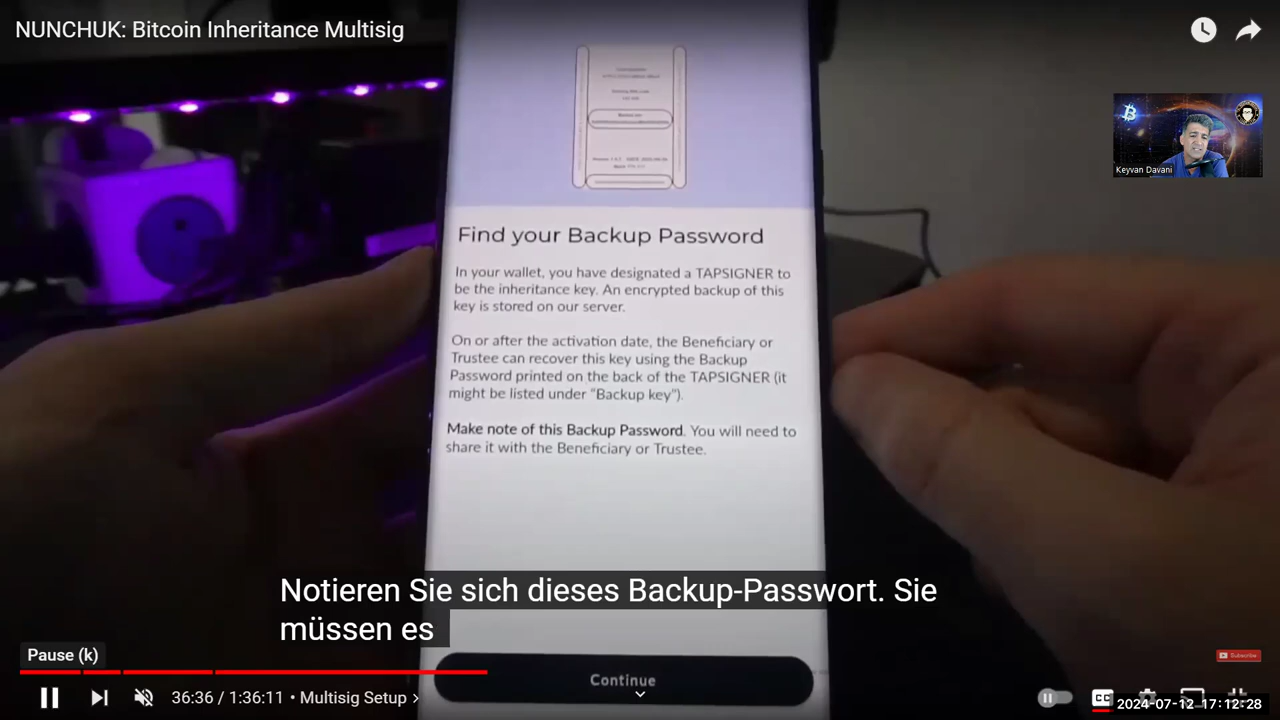 NUNCHUK: Bitcoin Inheritance Multisig
Keyvan Davani
Find your Backup Password
In your wallet, you have designated a TAPSIGNER to
be the inheritance key. An encrypted backup of this
key is stored on our server.
On or after the activation date, the Beneficiary or
Trustee can recover this key using the Backup
Password printed on the back of the TAPSIGNER (it
might be listed under “Backup key”).
Make note of this Backup Password. You will need to
share it with the Beneficiary or Trustee.
Notieren Sie sich dieses Backup-Passwort. Sie
müssen es
Pause (k)
Subscribe
Continue
36:36 / 1:36:11 • Multisig Setup ›
CC
2024-07-12 17:12:28